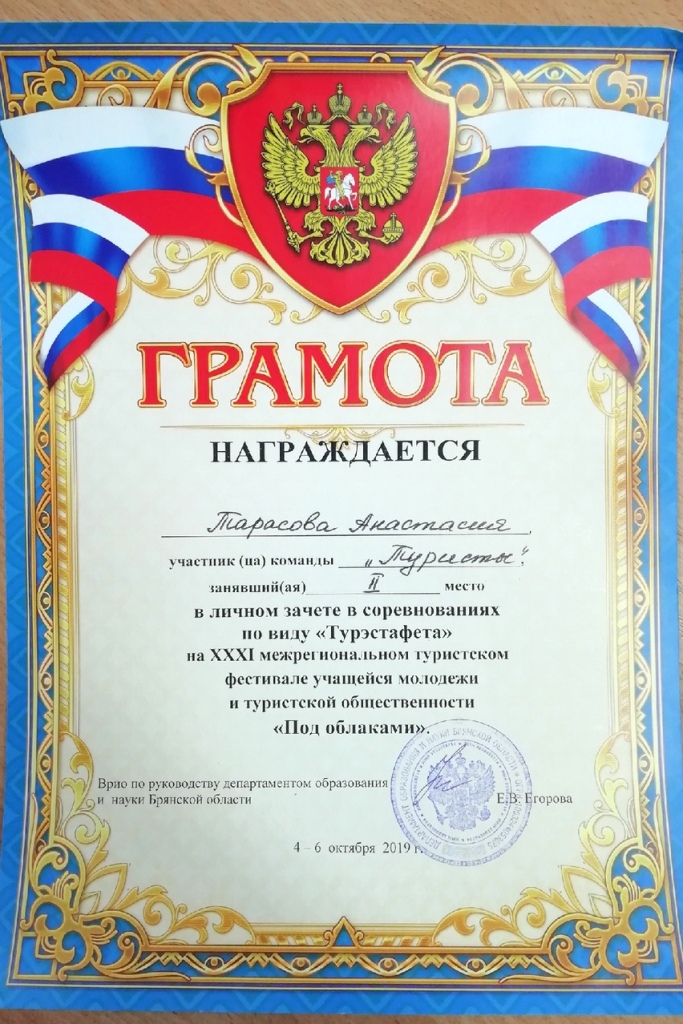 ГРАМОТА
НАГРАЖДАЕТСЯ
Тарасова Анастасия,
участник (ца) команды „Туристы",
занявший(ая) II место
в личном зачете в соревнованиях
по виду «Турэстафета»
на XXXI межрегиональном туристском
фестивале учащейся молодежи
и туристской общественности
«Под облаками».
Врио по руководству департаментом образования
и науки Брянской области Е.В. Егорова
4 – 6 октября 2019 г.